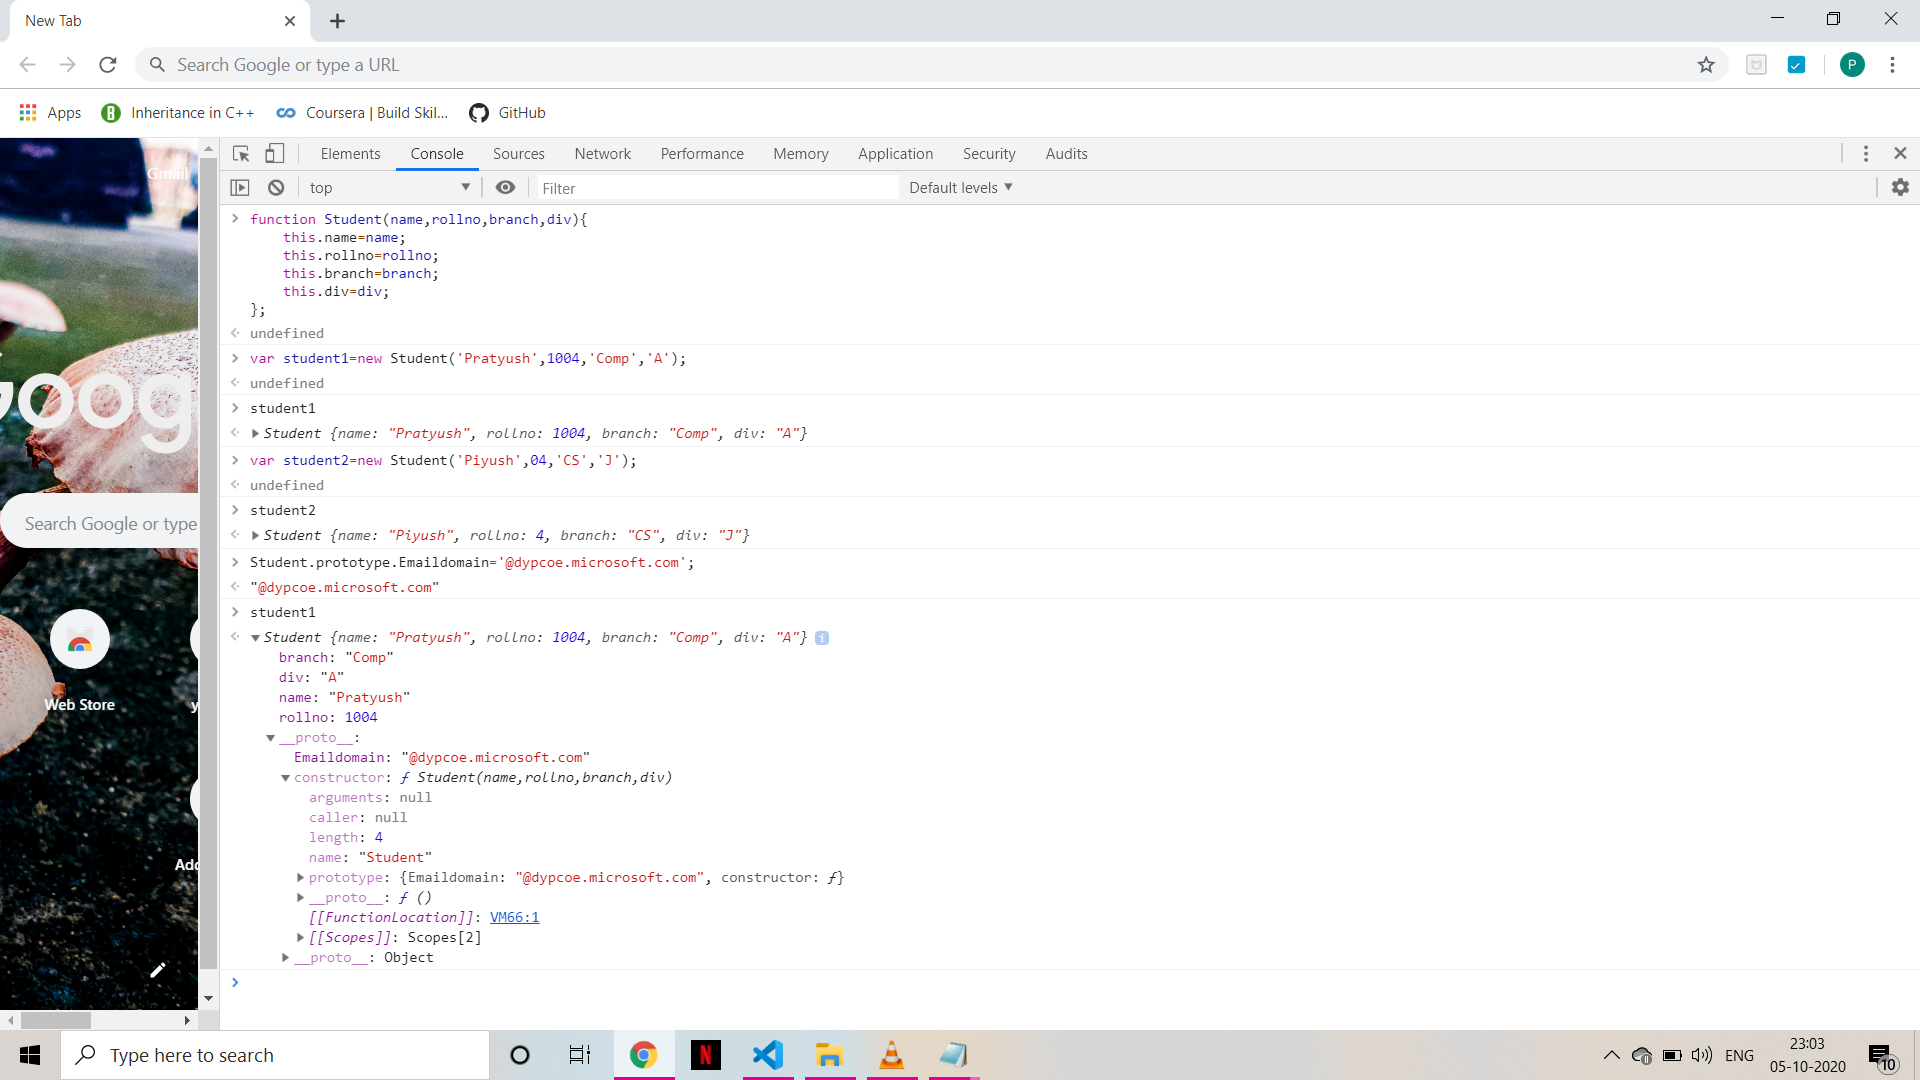 New Tab
Search Google or type a URL
P
Apps
Inheritance in C++
Coursera | Build Skil...
GitHub
Gmail
Goog
Search Google or type
Web Store
y
Add
Elements Console Sources Network Performance Memory Application Security Audits
top Filter Default levels
function Student(name,rollno,branch,div){
this.name=name;
this.rollno=rollno;
this.branch=branch;
this.div=div;
};
undefined
var student1=new Student('Pratyush',1004,'Comp','A');
undefined
student1
Student {name: "Pratyush", rollno: 1004, branch: "Comp", div: "A"}
var student2=new Student('Piyush',04,'CS','J');
undefined
student2
Student {name: "Piyush", rollno: 4, branch: "CS", div: "J"}
Student.prototype.Emaildomain='@dypcoe.microsoft.com';
"@dypcoe.microsoft.com"
student1
Student {name: "Pratyush", rollno: 1004, branch: "Comp", div: "A"} i
branch: "Comp"
div: "A"
name: "Pratyush"
rollno: 1004
__proto__:
Emaildomain: "@dypcoe.microsoft.com"
constructor: ƒ Student(name,rollno,branch,div)
arguments: null
caller: null
length: 4
name: "Student"
prototype: {Emaildomain: "@dypcoe.microsoft.com", constructor: ƒ}
__proto__: ƒ ()
[[FunctionLocation]]: VM66:1
[[Scopes]]: Scopes[2]
__proto__: Object
Type here to search
N
ENG
23:03
05-10-2020
10